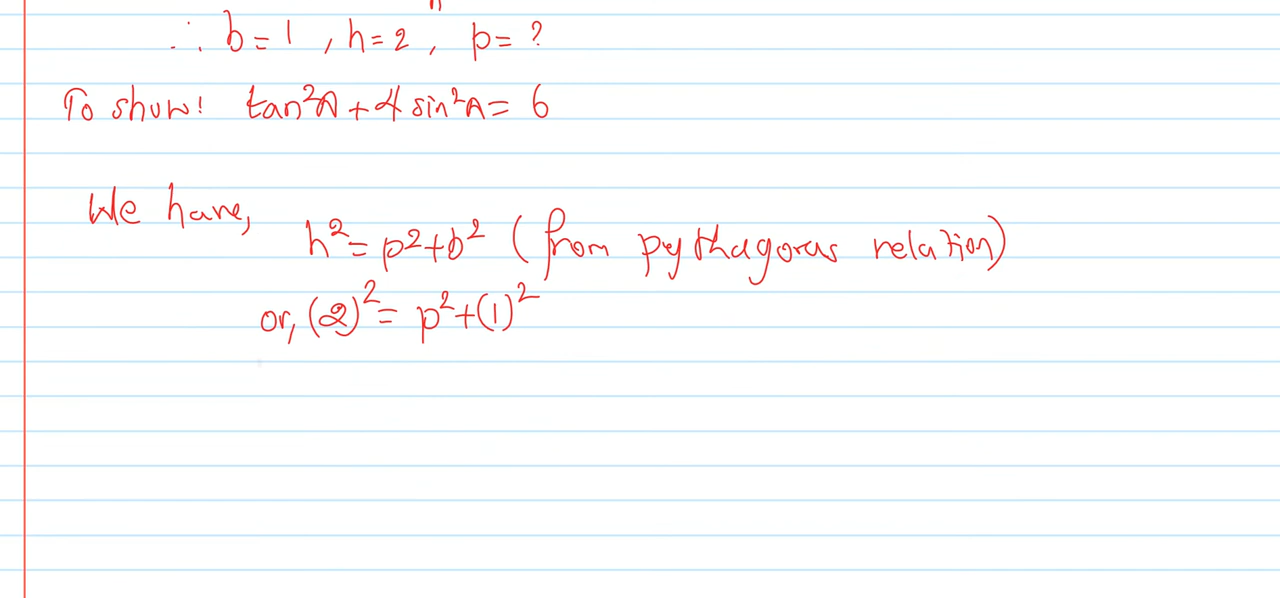 ∴ b = 1 , h = 2 , p = ?
To show! tan²A + 4 sin²A = 6
We have,
h² = p² + b² (from pythagoras relation)
or, (2)² = p² + (1)²